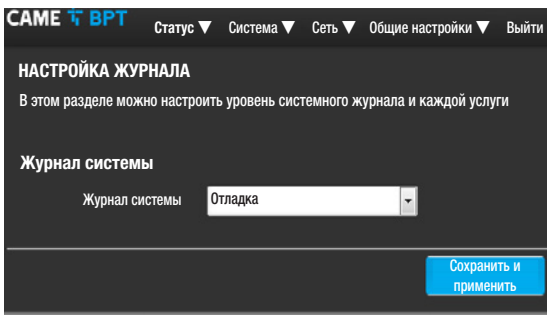 CAME BPT
Статус ▼ Система ▼ Сеть ▼ Общие настройки ▼ Выйти
НАСТРОЙКА ЖУРНАЛА
В этом разделе можно настроить уровень системного журнала и каждой услуги
Журнал системы
Журнал системы Отладка
Сохранить и
применить